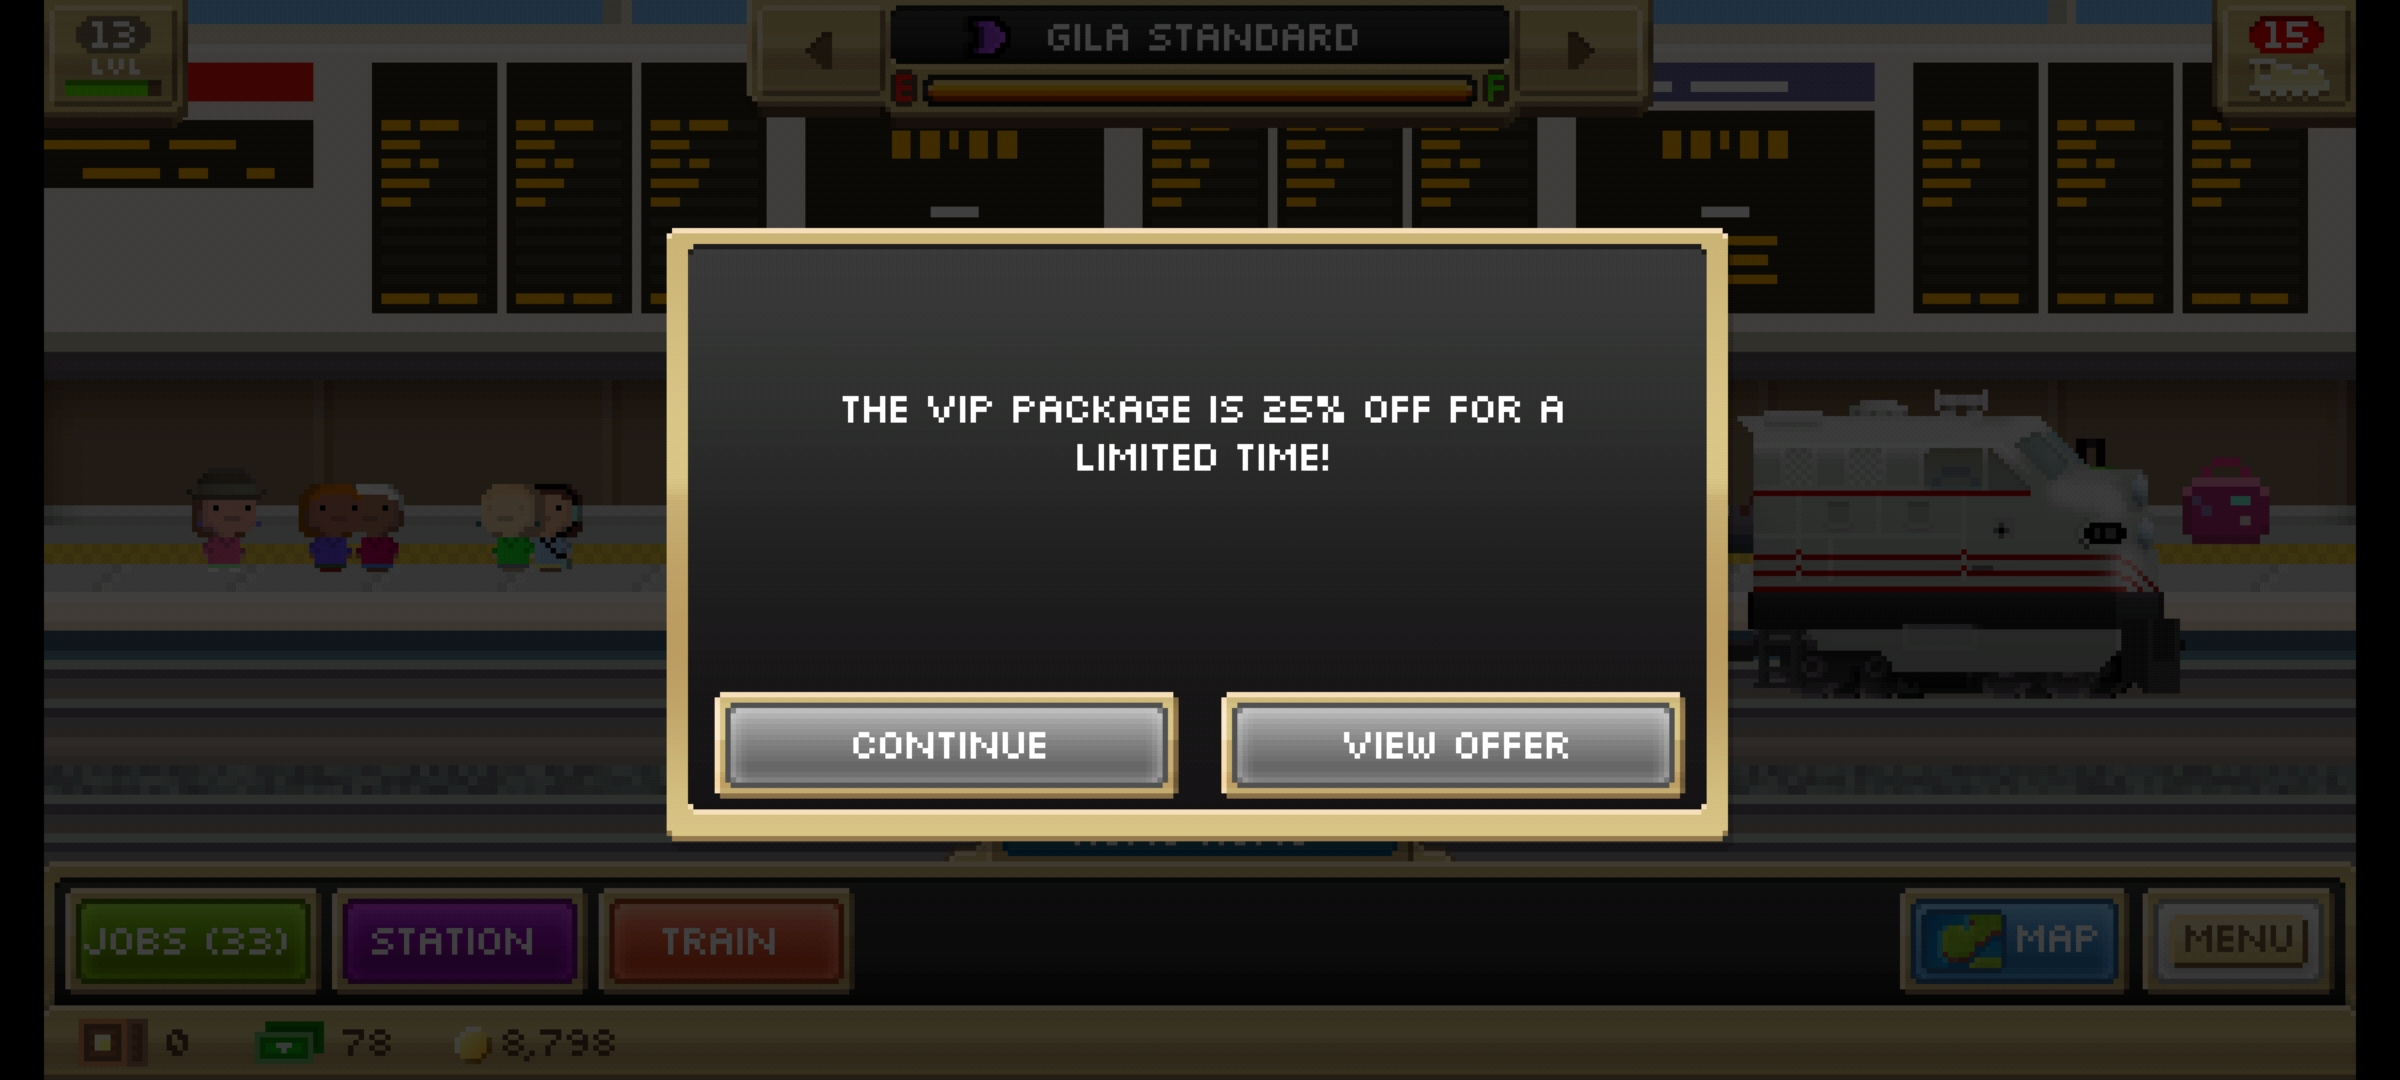 13
LVL
GILA STANDARD
E
F
15
THE VIP PACKAGE IS 25% OFF FOR A
LIMITED TIME!
CONTINUE
VIEW OFFER
JOBS (33)
STATION
TRAIN
MAP
MENU
0
78
8,798